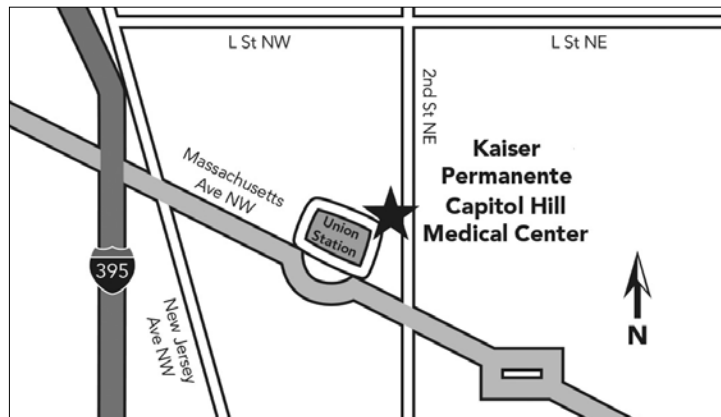 L St NW
L St NE
2nd St NE
Kaiser
Permanente
Capitol Hill
Medical Center
Massachusetts
Ave NW
Union
Station
395
New Jersey
Ave NW
N